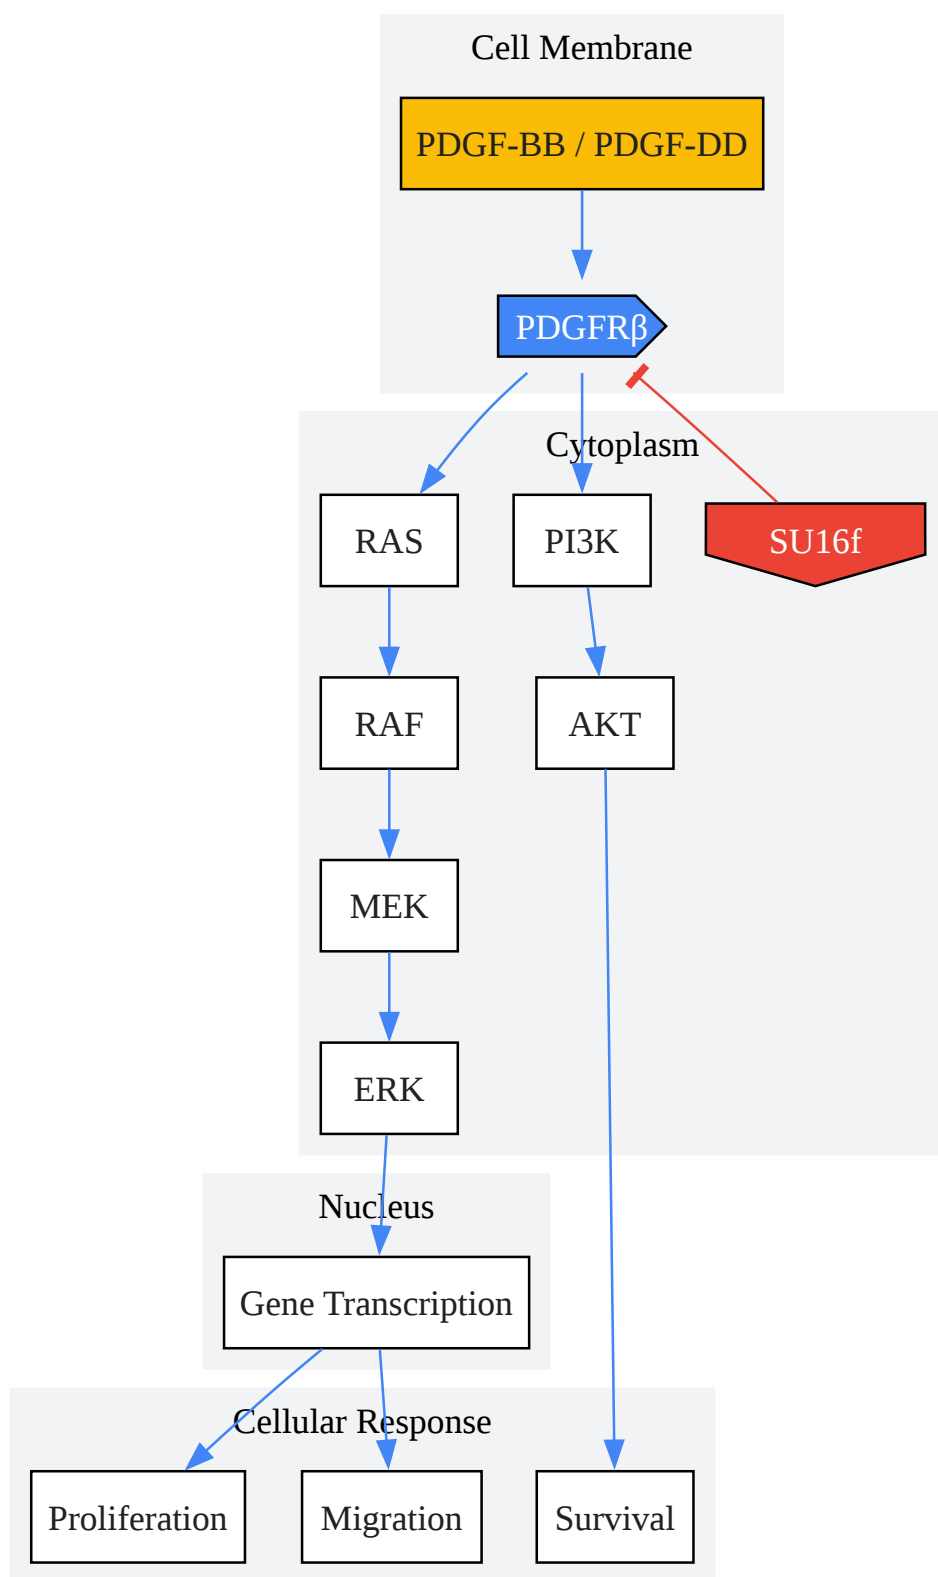 Cell Membrane
PDGF-BB / PDGF-DD
PDGFRβ
Cytoplasm
RAS
PI3K
SU16f
RAF
AKT
MEK
ERK
Nucleus
Gene Transcription
Cellular Response
Proliferation
Migration
Survival